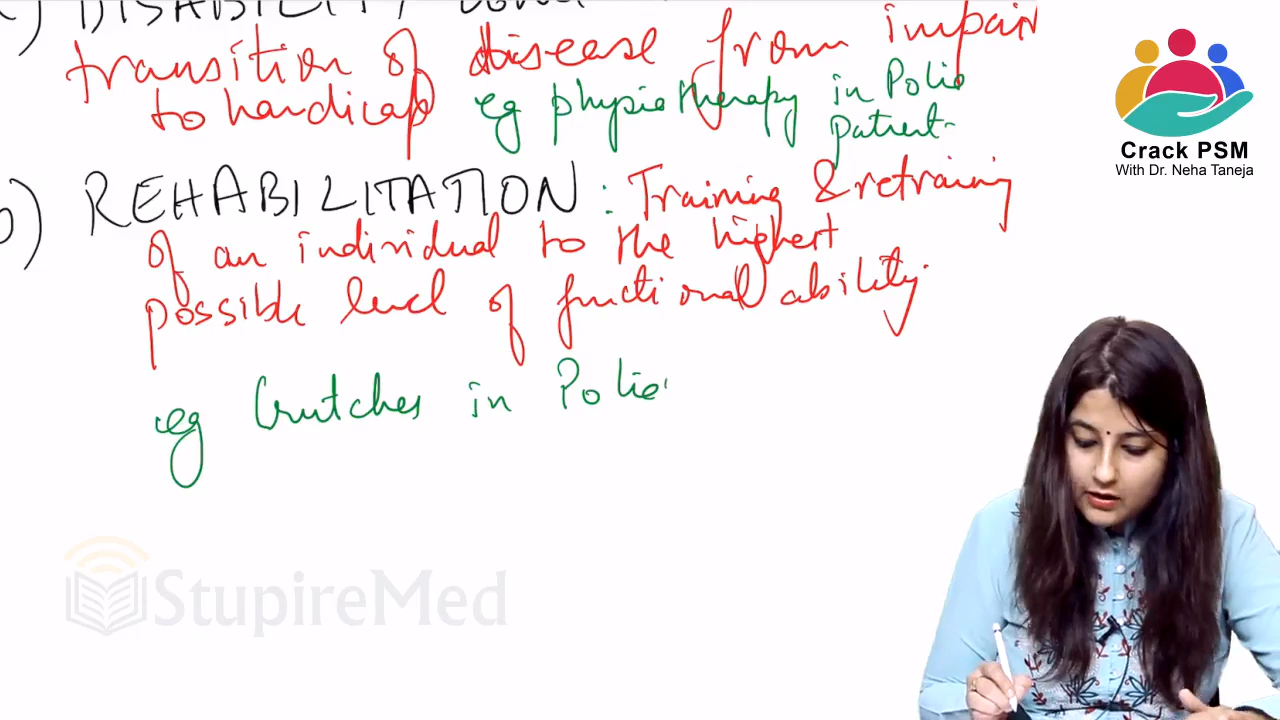 DISABILITY
transition of disease from impair
to handicap eg physiotherapy in Polio
patient
b) REHABILITATION : Training & retraining
of an individual to the highest
possible level of functional ability
eg Crutches in Polio
Crack PSM
With Dr. Neha Taneja
StupireMed